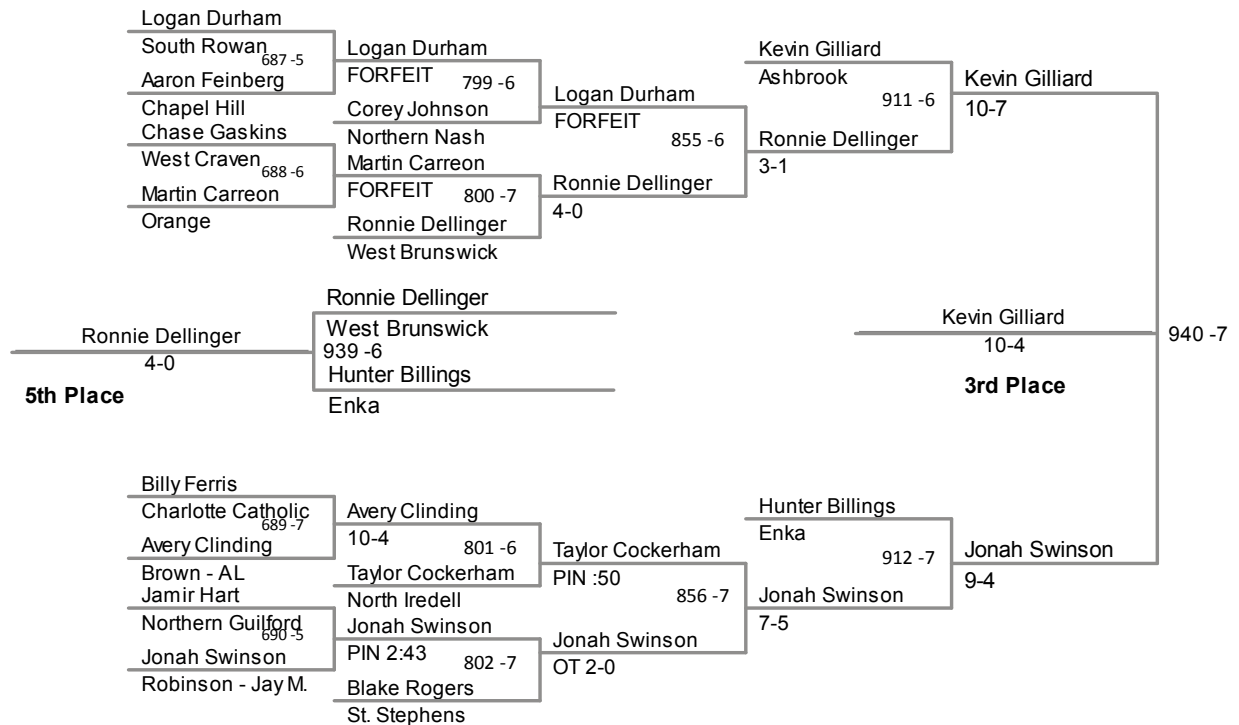 Logan Durham
South Rowan
687 -5
Aaron Feinberg
Chapel Hill
Chase Gaskins
West Craven
688 -6
Martin Carreon
Orange
Logan Durham
FORFEIT
799 -6
Corey Johnson
Northern Nash
Martin Carreon
FORFEIT
800 -7
Ronnie Dellinger
West Brunswick
Logan Durham
FORFEIT
855 -6
Ronnie Dellinger
4-0
Kevin Gilliard
Ashbrook
911 -6
Ronnie Dellinger
3-1
Kevin Gilliard
10-7
Ronnie Dellinger
4-0
5th Place
Ronnie Dellinger
West Brunswick
939 -6
Hunter Billings
Enka
Kevin Gilliard
10-4
3rd Place
940 -7
Billy Ferris
Charlotte Catholic
689 -7
Avery Clinding
Brown - AL
Jamir Hart
Northern Guilford
690 -5
Jonah Swinson
Robinson - Jay M.
Avery Clinding
10-4
801 -6
Taylor Cockerham
North Iredell
Jonah Swinson
PIN 2:43
802 -7
Blake Rogers
St. Stephens
Taylor Cockerham
PIN :50
856 -7
Jonah Swinson
OT 2-0
Hunter Billings
Enka
912 -7
Jonah Swinson
7-5
Jonah Swinson
9-4